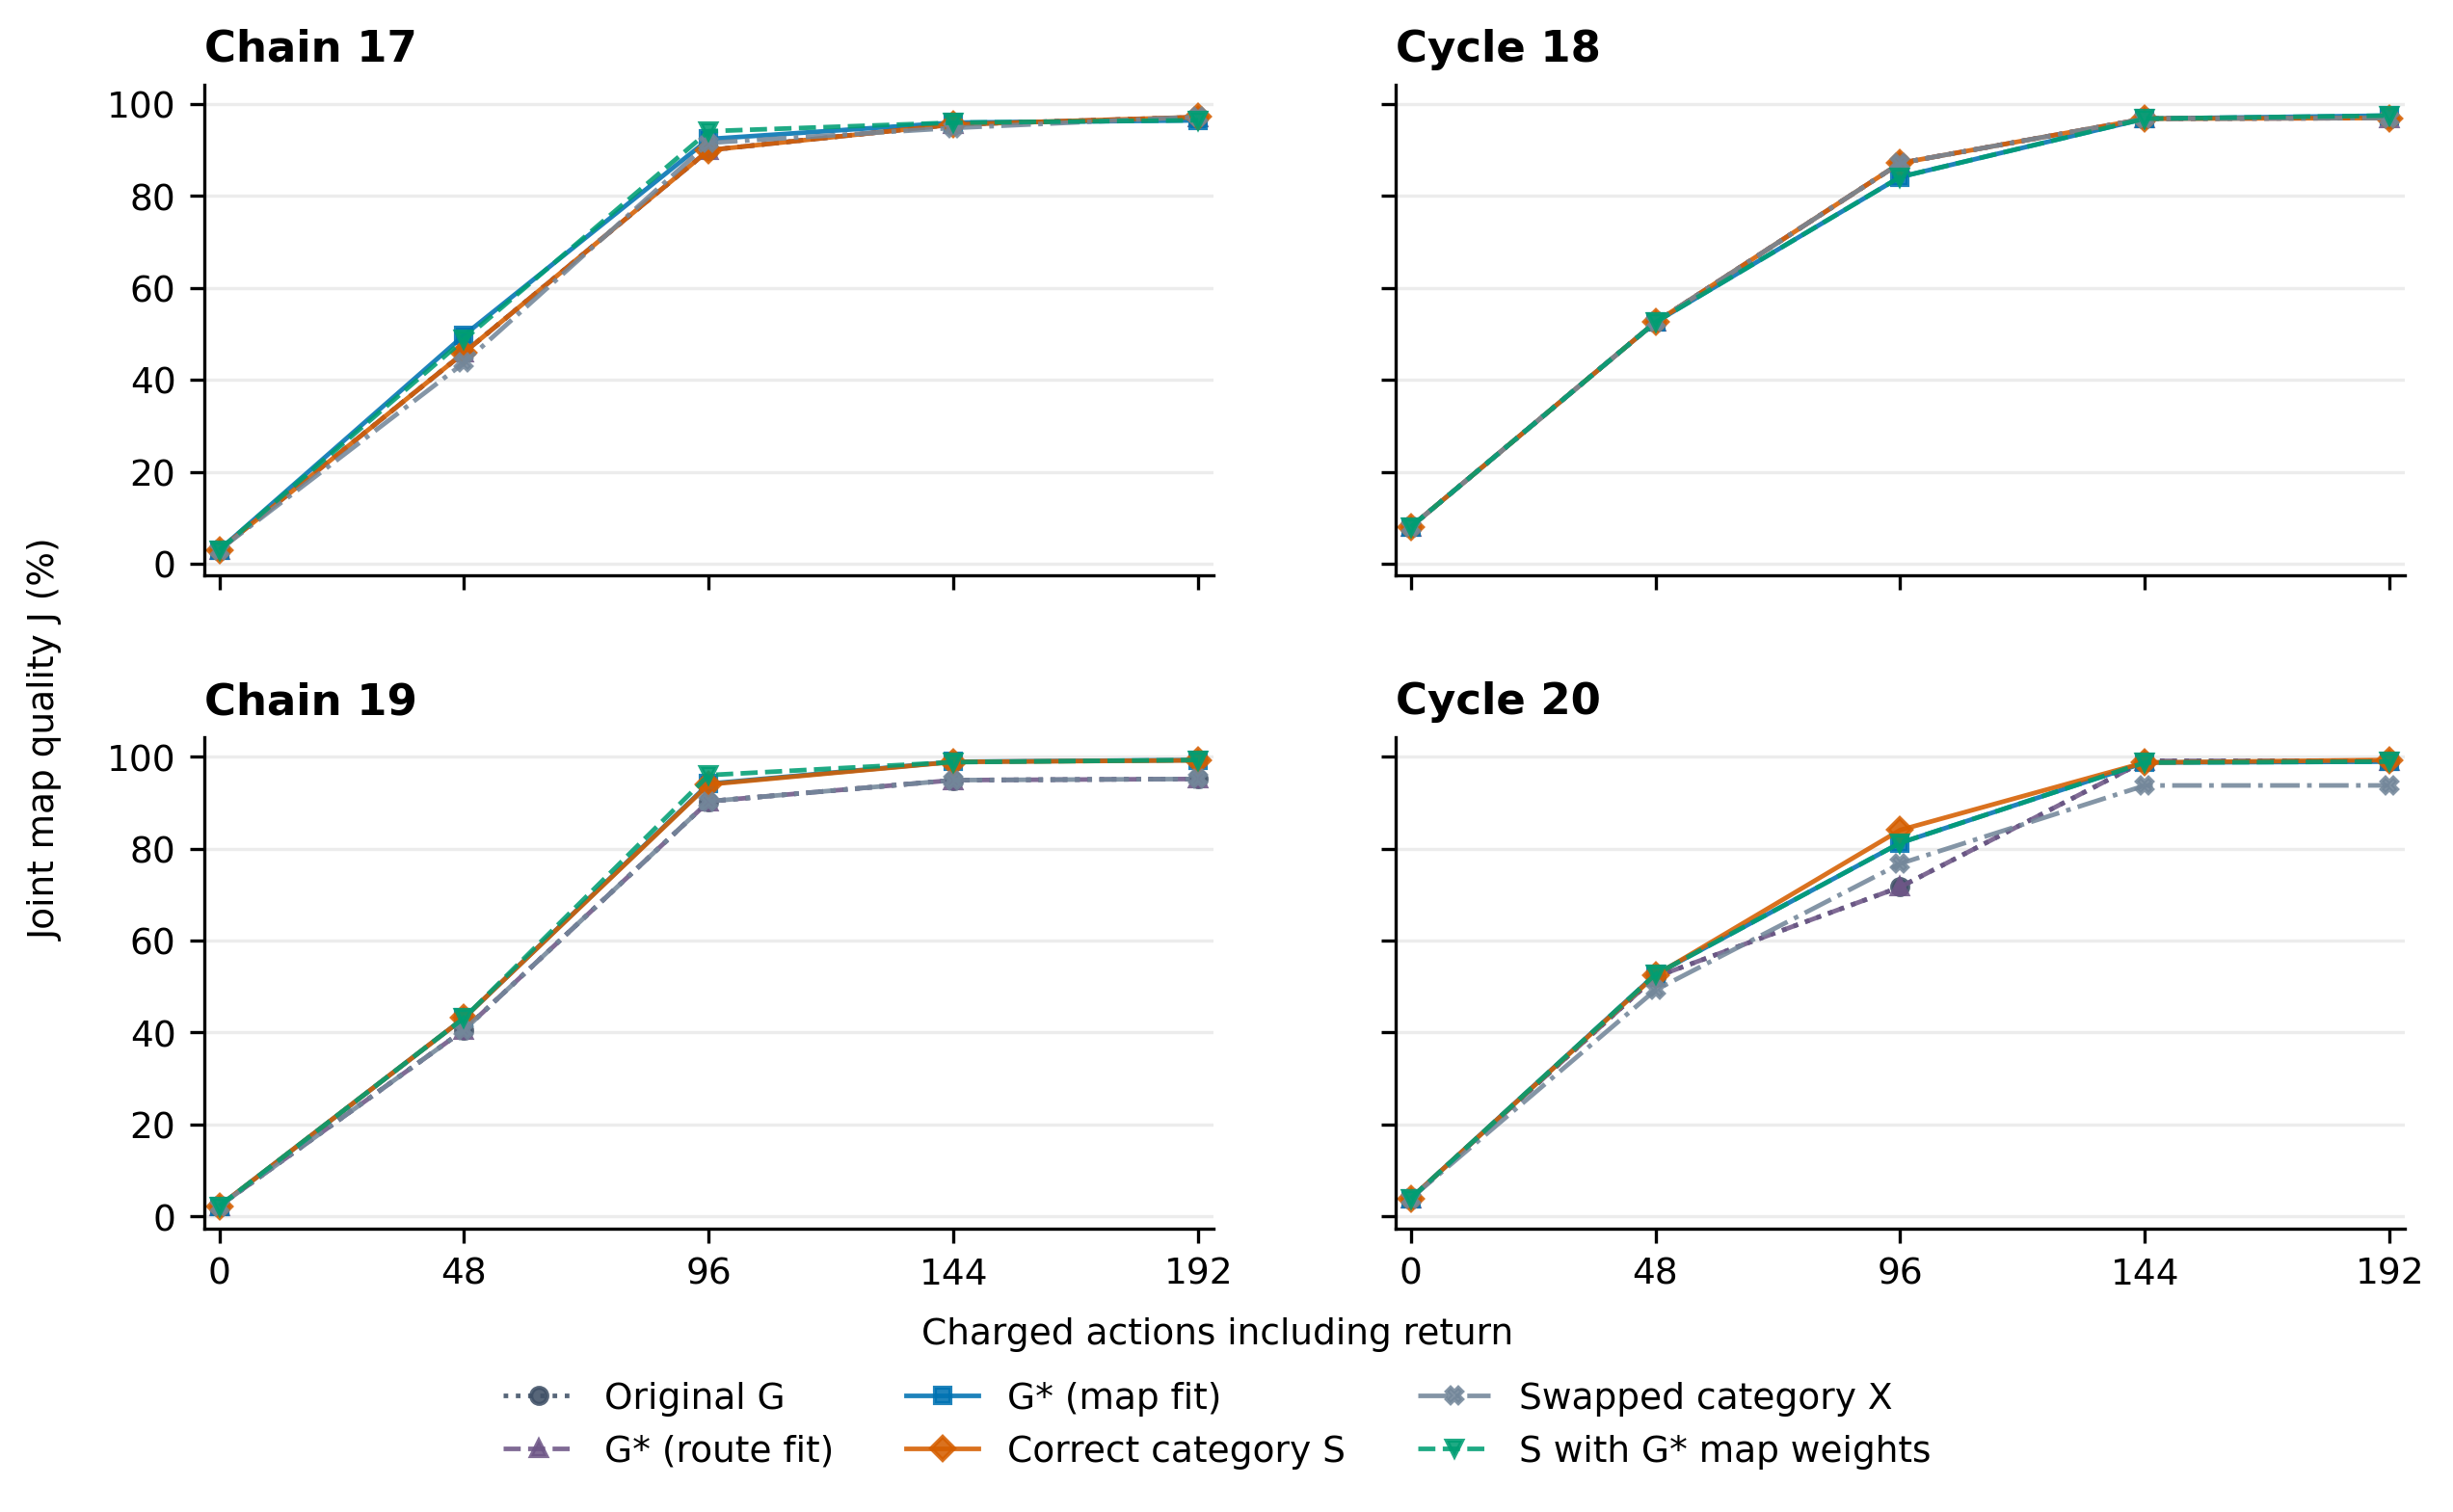 Chain 17
Cycle 18
100
80
60
40
20
0
Chain 19
Cycle 20
100
80
60
40
20
0
Joint map quality J (%)
0 48 96 144 192
0 48 96 144 192
Charged actions including return
Original G
G* (map fit)
Swapped category X
G* (route fit)
Correct category S
S with G* map weights